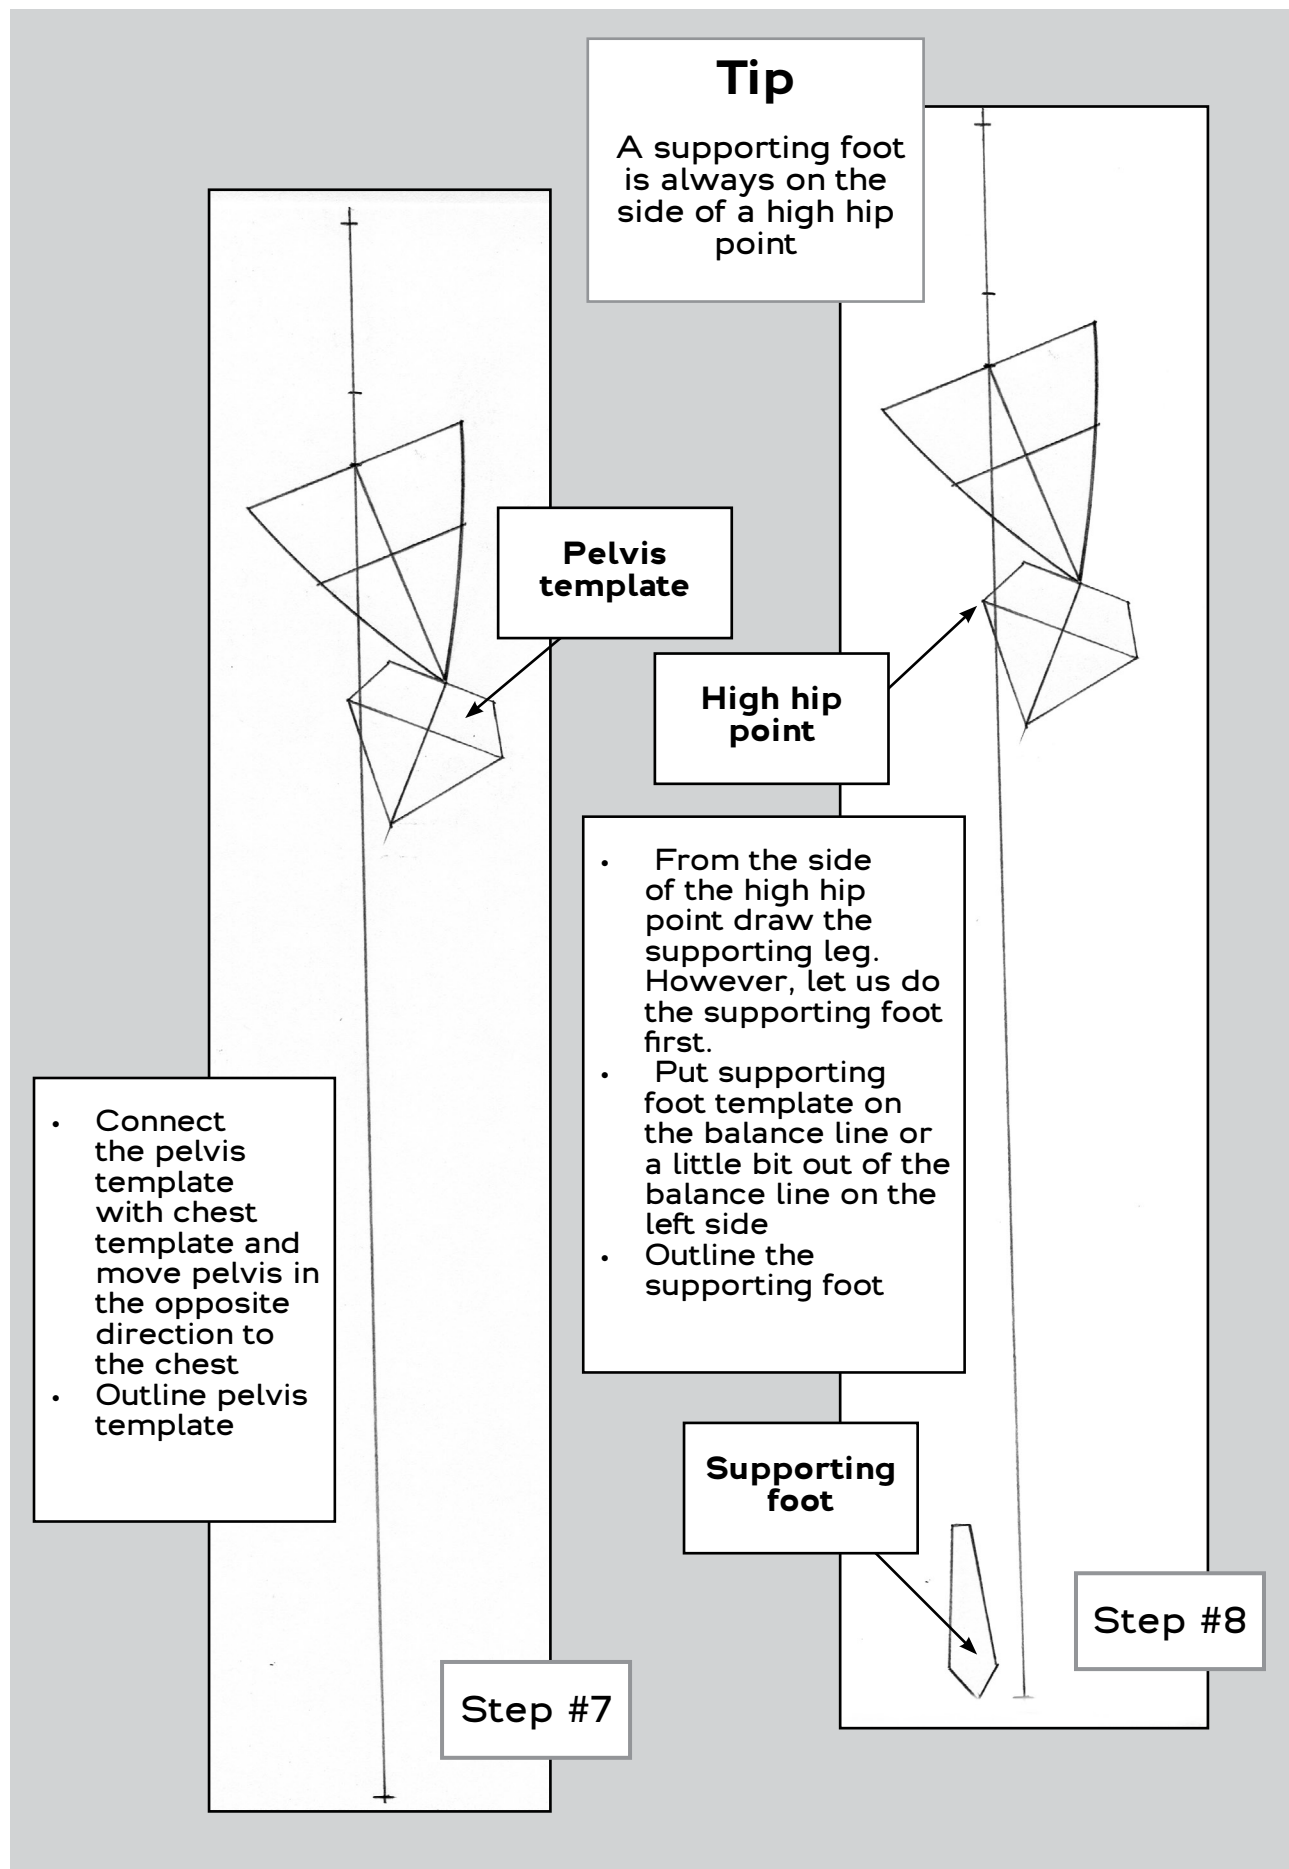 Tip
A supporting foot
is always on the
side of a high hip
point
Pelvis
template
High hip
point
• From the side
of the high hip
point draw the
supporting leg.
However, let us do
the supporting foot
first.
• Put supporting
foot template on
the balance line or
a little bit out of the
balance line on the
left side
• Outline the
supporting foot
• Connect
the pelvis
template
with chest
template and
move pelvis in
the opposite
direction to
the chest
• Outline pelvis
template
Supporting
foot
Step #8
Step #7